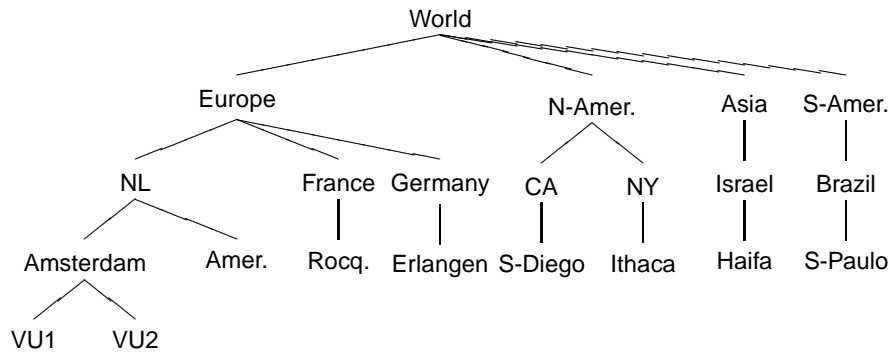 World
Europe N-Amer. Asia S-Amer.
NL France Germany CA NY Israel Brazil
Amsterdam Amer. Rocq. Erlangen S-Diego Ithaca Haifa S-Paulo
VU1 VU2